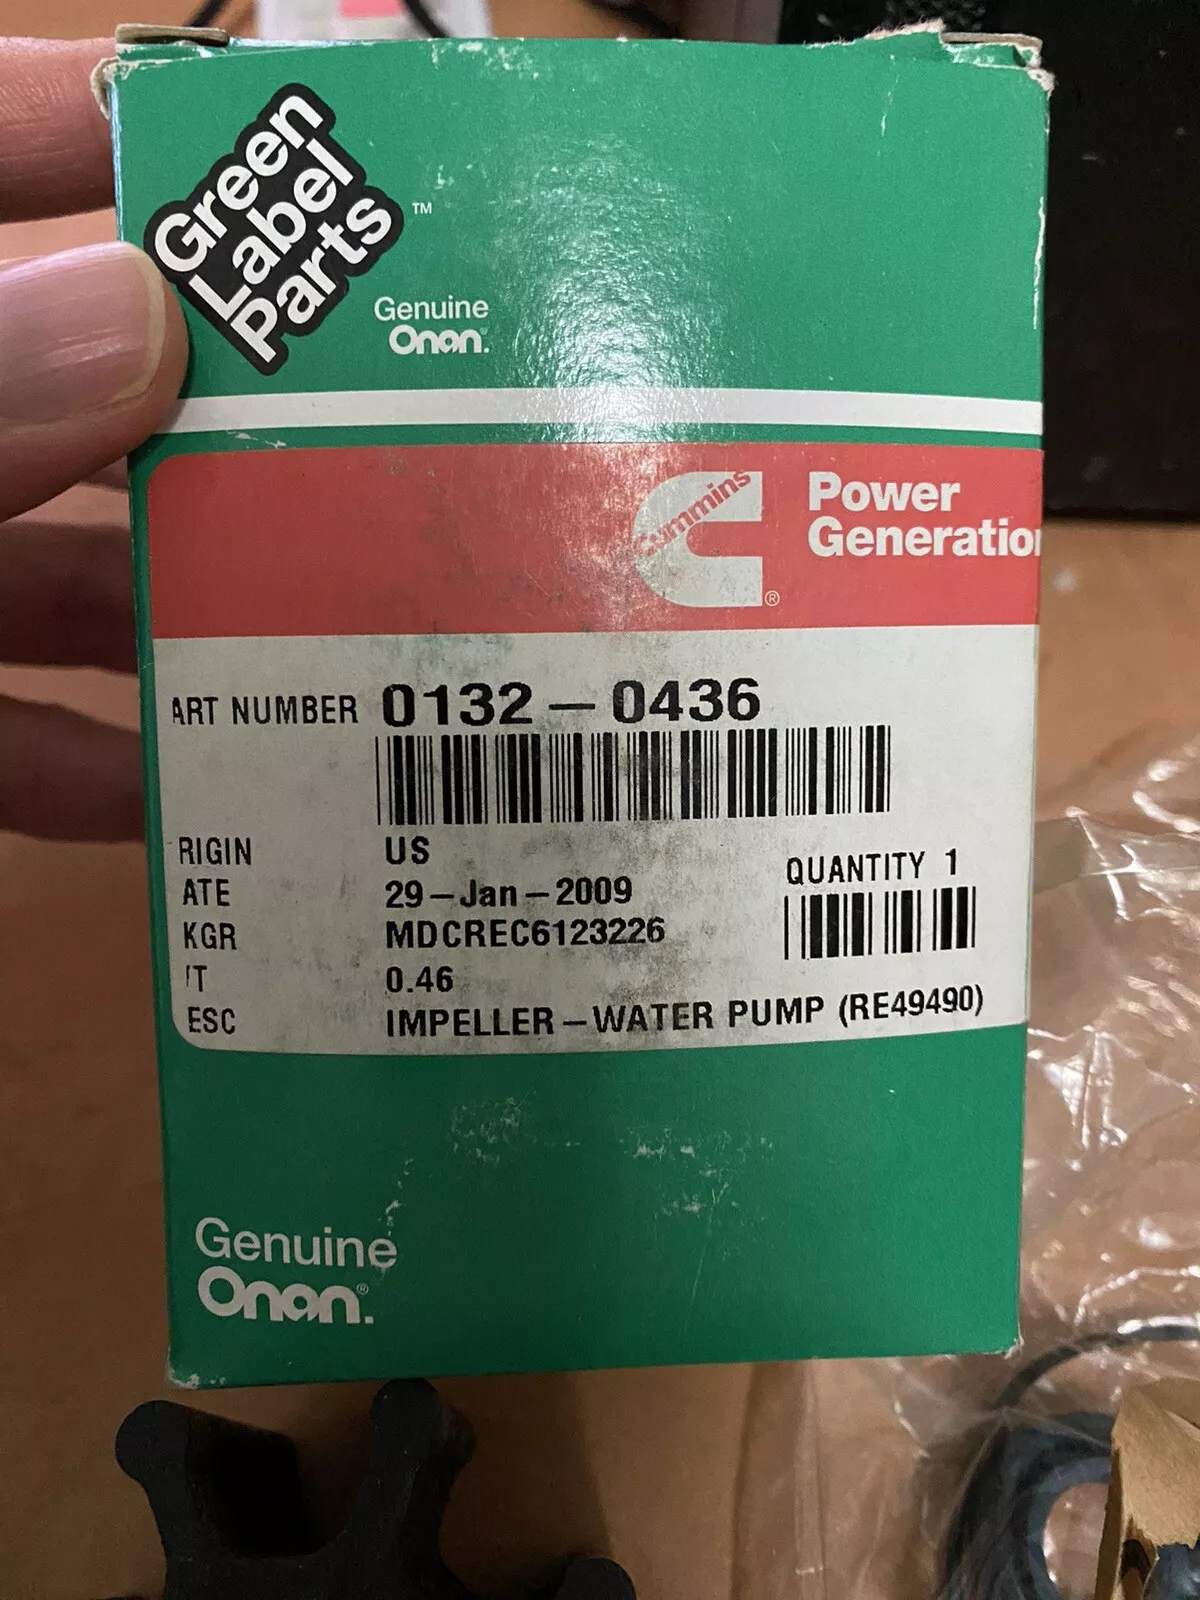 Green
Label
Parts ™
Genuine
Onan®.
Cummins
®
Power
Generation
ART NUMBER 0132-0436
RIGIN US
ATE 29-Jan-2009
QUANTITY 1
KGR MDCREC6123226
T 0.46
ESC IMPELLER-WATER PUMP (RE49490)
Genuine
Onan®.